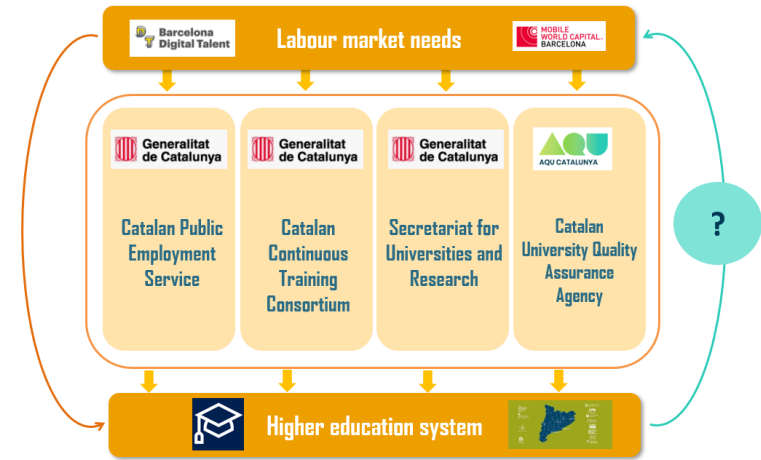 Barcelona
Digital Talent
Labour market needs
MOBILE
WORLD CAPITAL
BARCELONA
Generalitat
de Catalunya
Generalitat
de Catalunya
Generalitat
de Catalunya
AQU CATALUNYA
Catalan Public
Employment
Service
Catalan
Continuous
Training
Consortium
Secretariat for
Universities and
Research
Catalan
University Quality
Assurance
Agency
?
Higher education system